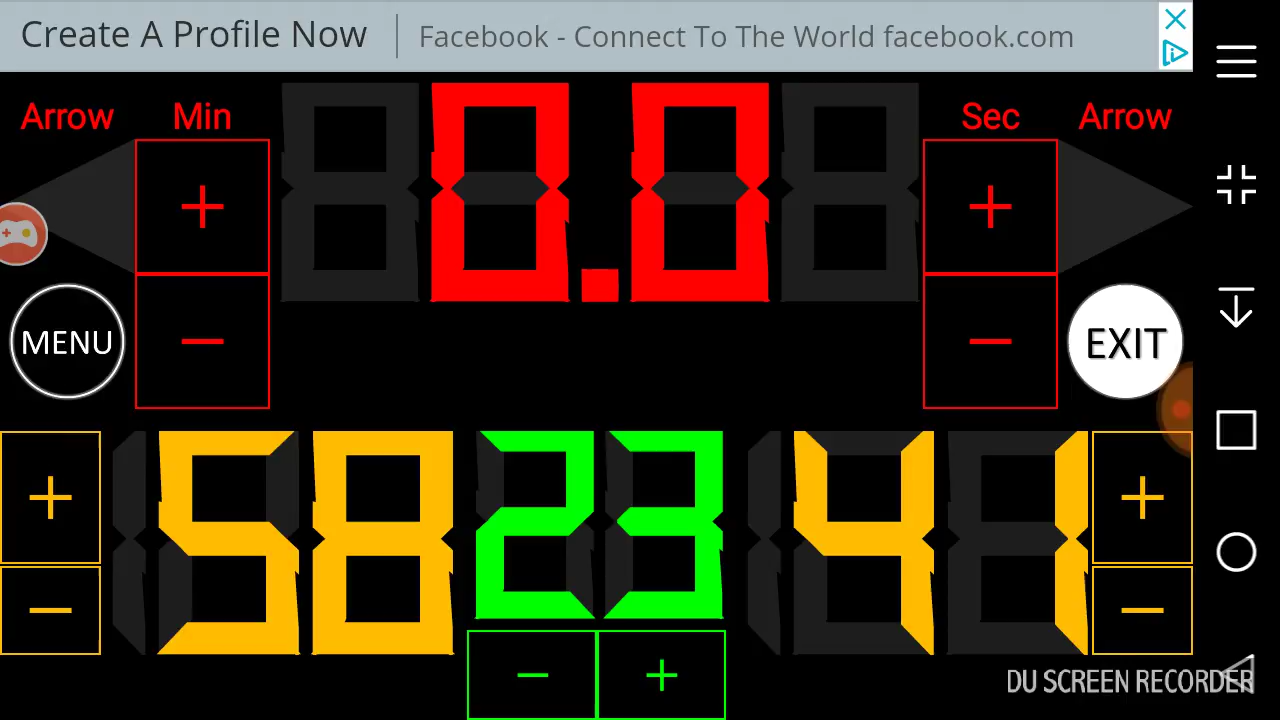 Create A Profile Now Facebook - Connect To The World facebook.com
Arrow Min 0.0 Sec Arrow
+ +
MENU − − EXIT
+ 58 23 41 +
− −
− +
DU SCREEN RECORDER